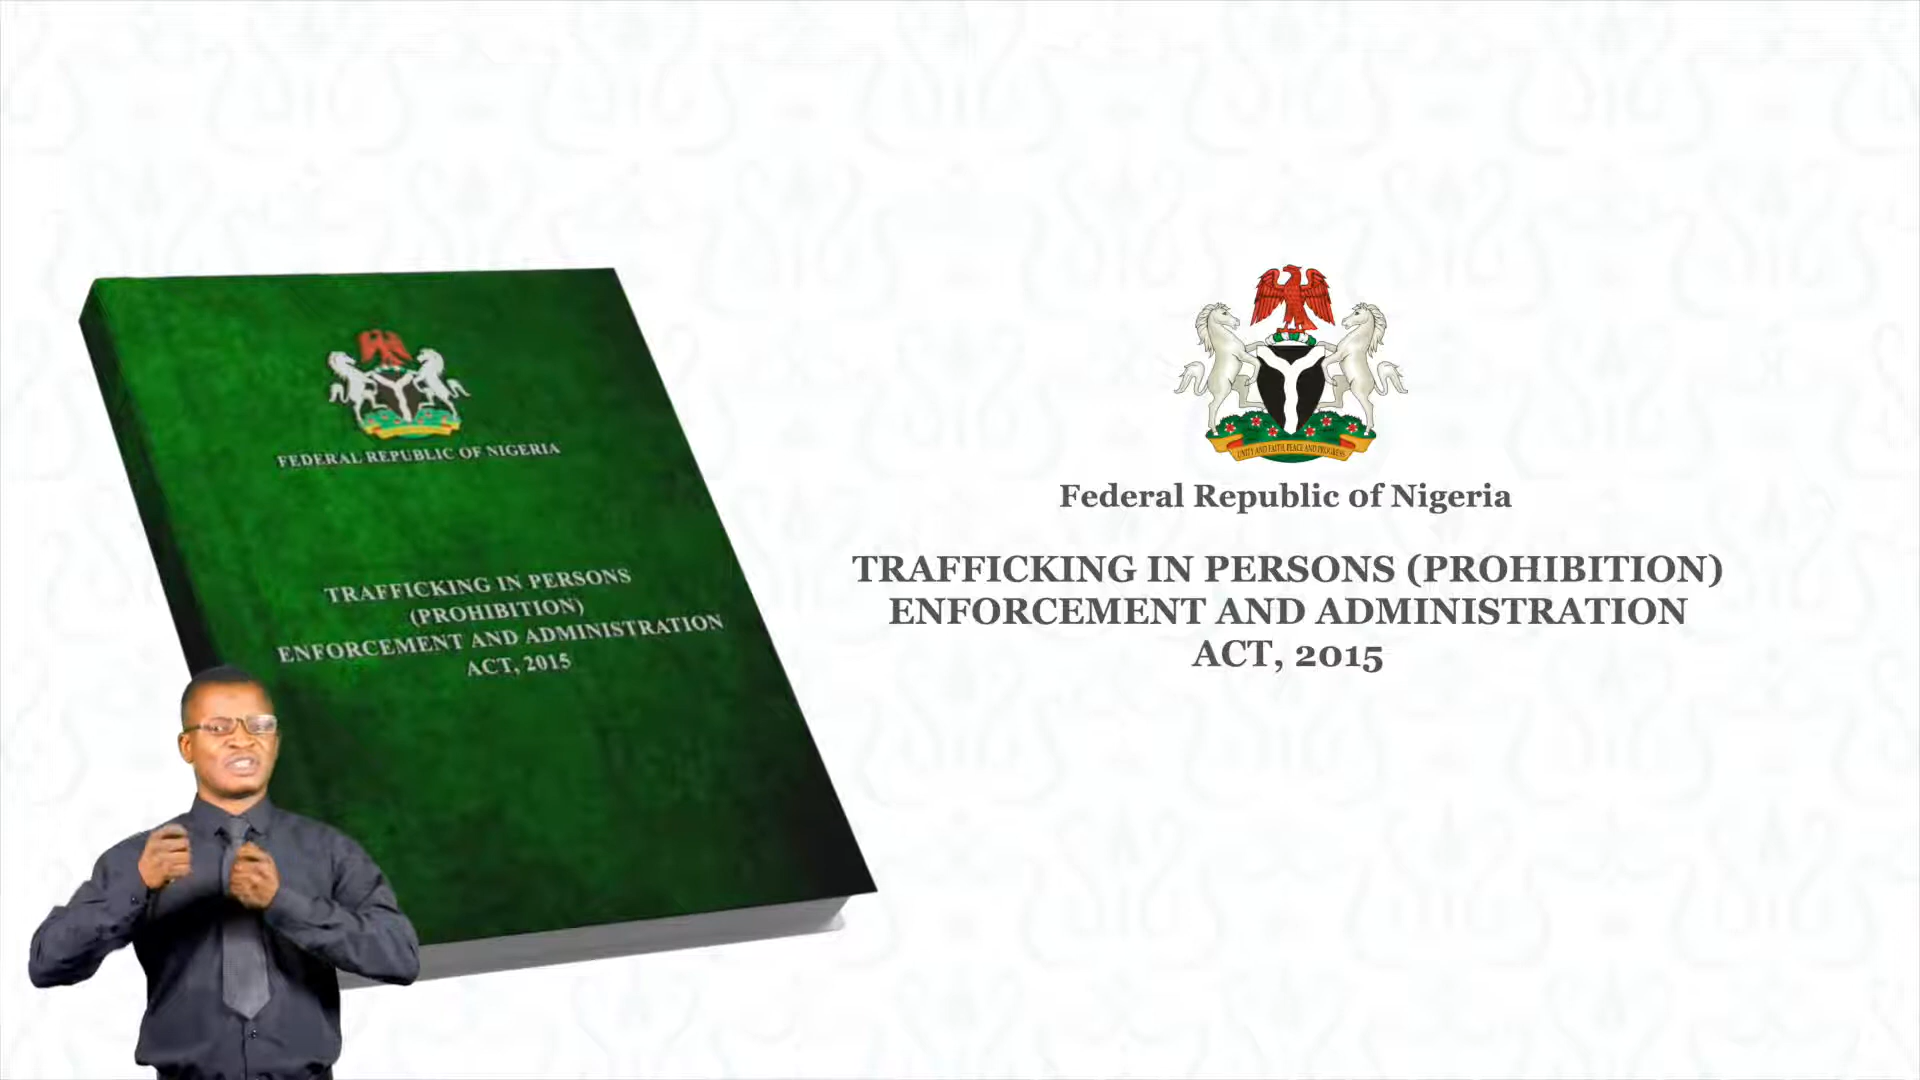 FEDERAL REPUBLIC OF NIGERIA
TRAFFICKING IN PERSONS
(PROHIBITION)
ENFORCEMENT AND ADMINISTRATION
ACT, 2015
UNITY AND FAITH, PEACE AND PROGRESS
Federal Republic of Nigeria
TRAFFICKING IN PERSONS (PROHIBITION)
ENFORCEMENT AND ADMINISTRATION
ACT, 2015